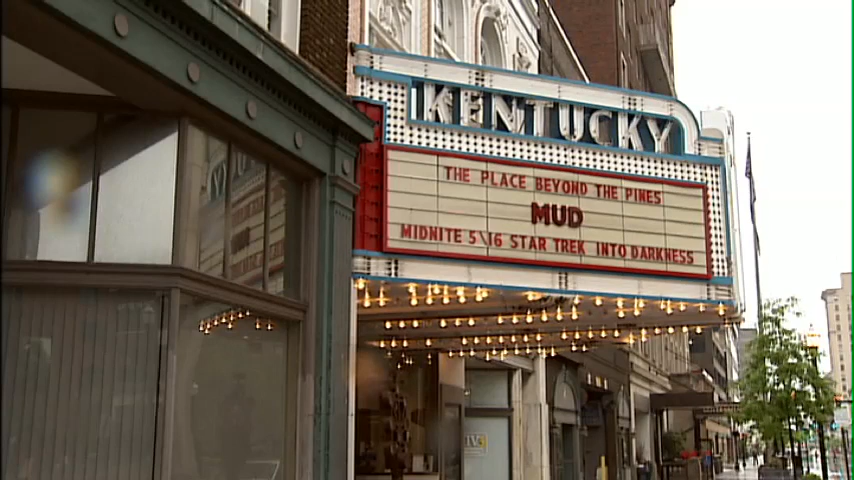 KENTUCKY
THE PLACE BEYOND THE PINES
MUD
MIDNITE 5\16 STAR TREK INTO DARKNESS